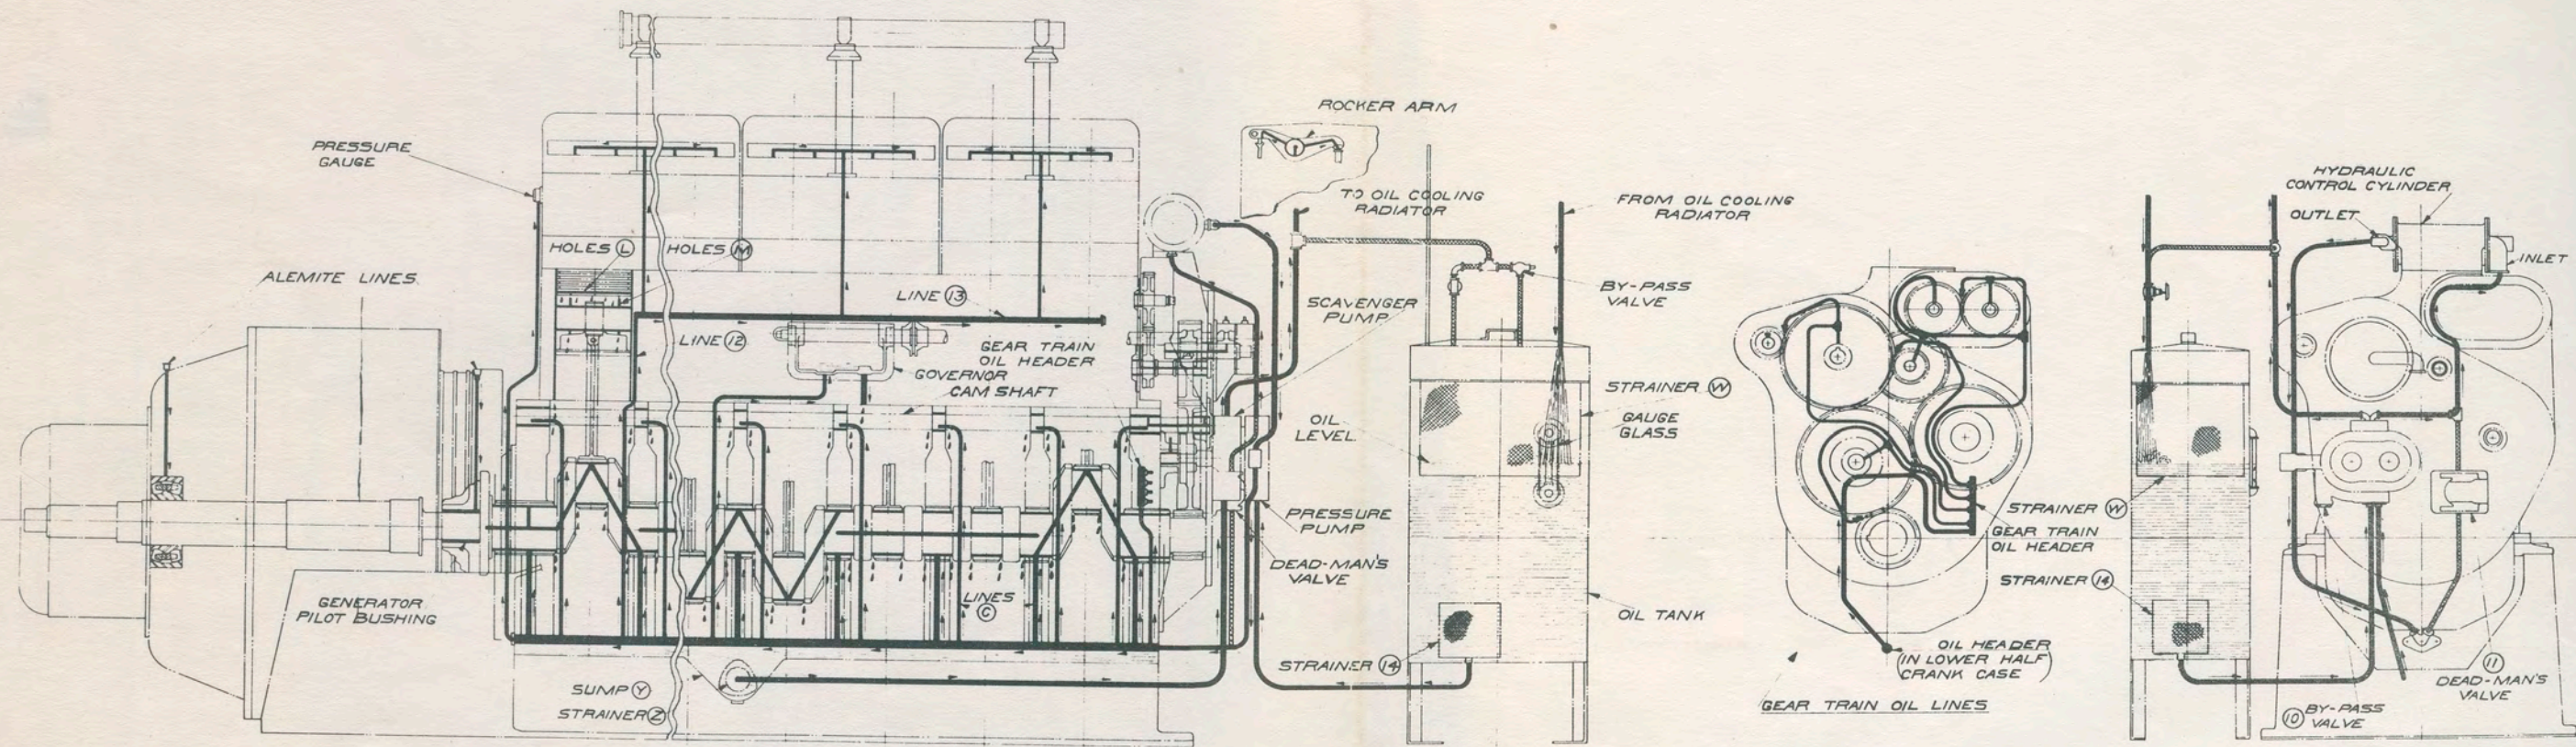 ROCKER ARM
PRESSURE
GAUGE
TO OIL COOLING
RADIATOR
FROM OIL COOLING
RADIATOR
HYDRAULIC
CONTROL CYLINDER
OUTLET
INLET
HOLES Ⓛ
HOLES Ⓜ
ALEMITE LINES
LINE ⑬
LINE ⑫
SCAVENGER
PUMP
BY-PASS
VALVE
GEAR TRAIN
OIL HEADER
GOVERNOR
CAM SHAFT
A A
OIL
LEVEL
STRAINER Ⓦ
GAUGE
GLASS
PRESSURE
PUMP
DEAD-MAN'S
VALVE
STRAINER Ⓦ
GEAR TRAIN
OIL HEADER
STRAINER ⑭
GENERATOR
PILOT BUSHING
LINES
Ⓒ
OIL TANK
STRAINER ⑭
SUMP Ⓨ
STRAINER Ⓩ
OIL HEADER
(IN LOWER HALF)
CRANK CASE
GEAR TRAIN OIL LINES
⑪
DEAD-MAN'S
VALVE
⑩ BY-PASS
VALVE